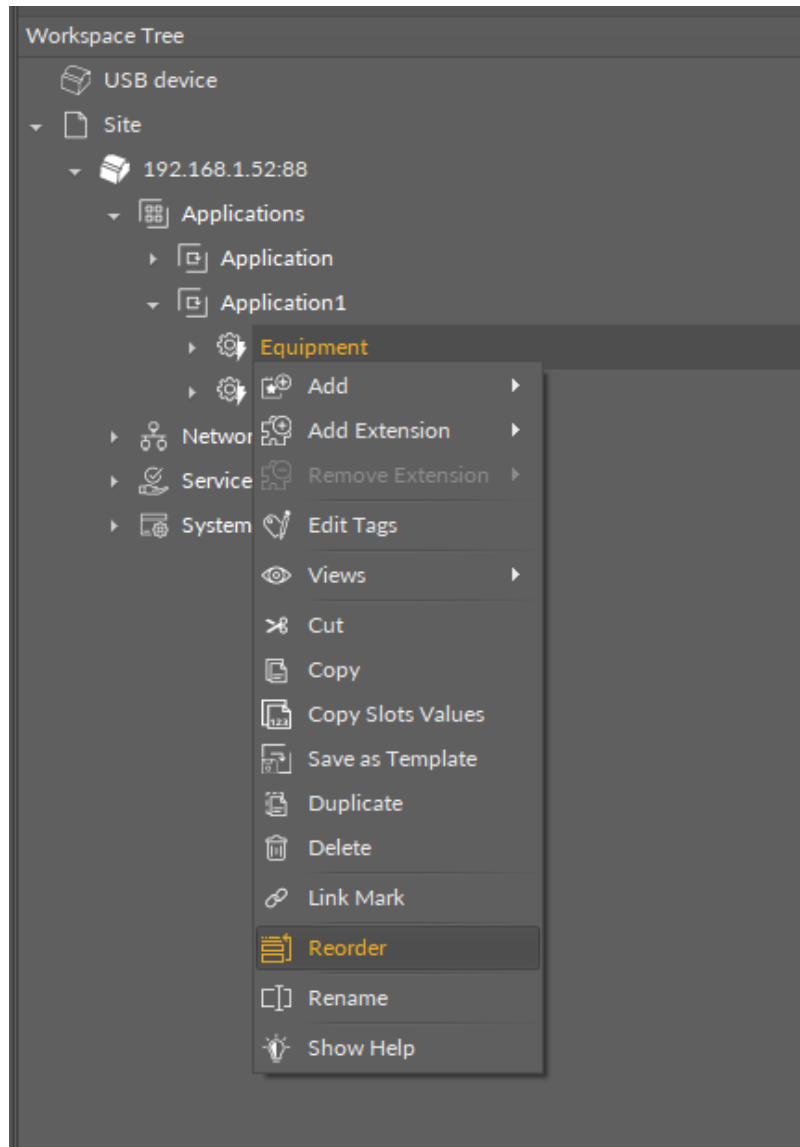 Workspace Tree
USB device
Site
192.168.1.52:88
Applications
Application
Application1
Equipment
Add
Add Extension
Networ
Remove Extension
Service
Edit Tags
System
Views
Cut
Copy
123
Copy Slots Values
Save as Template
Duplicate
Delete
Link Mark
Reorder
Rename
Show Help